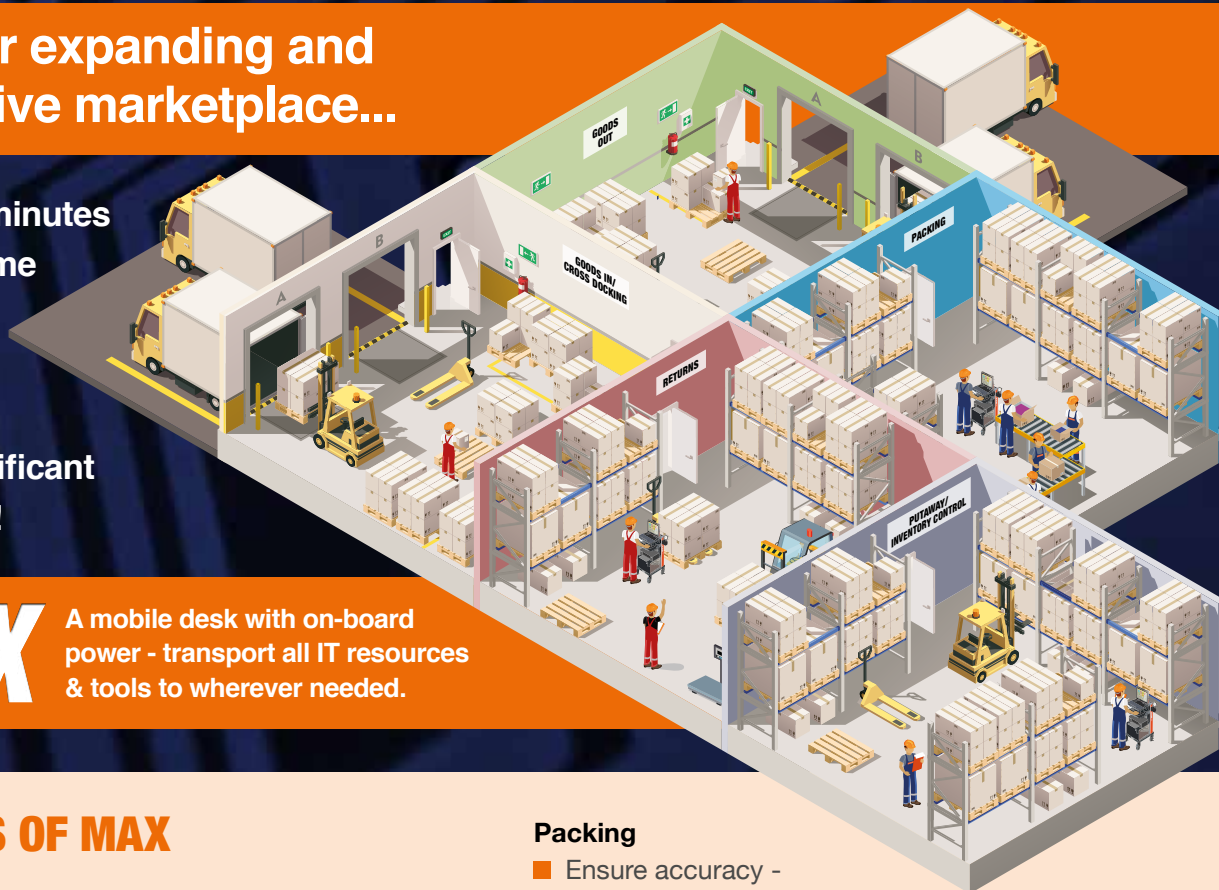 r expanding and
ive marketplace...
minutes
me
ificant
!
X
A mobile desk with on-board
power - transport all IT resources
& tools to wherever needed.
GOODS
OUT
A
B
PACKING
A
B
GOODS IN/
CROSS DOCKING
RETURNS
PUTAWAY/
INVENTORY CONTROL
S OF MAX
Packing
Ensure accuracy -